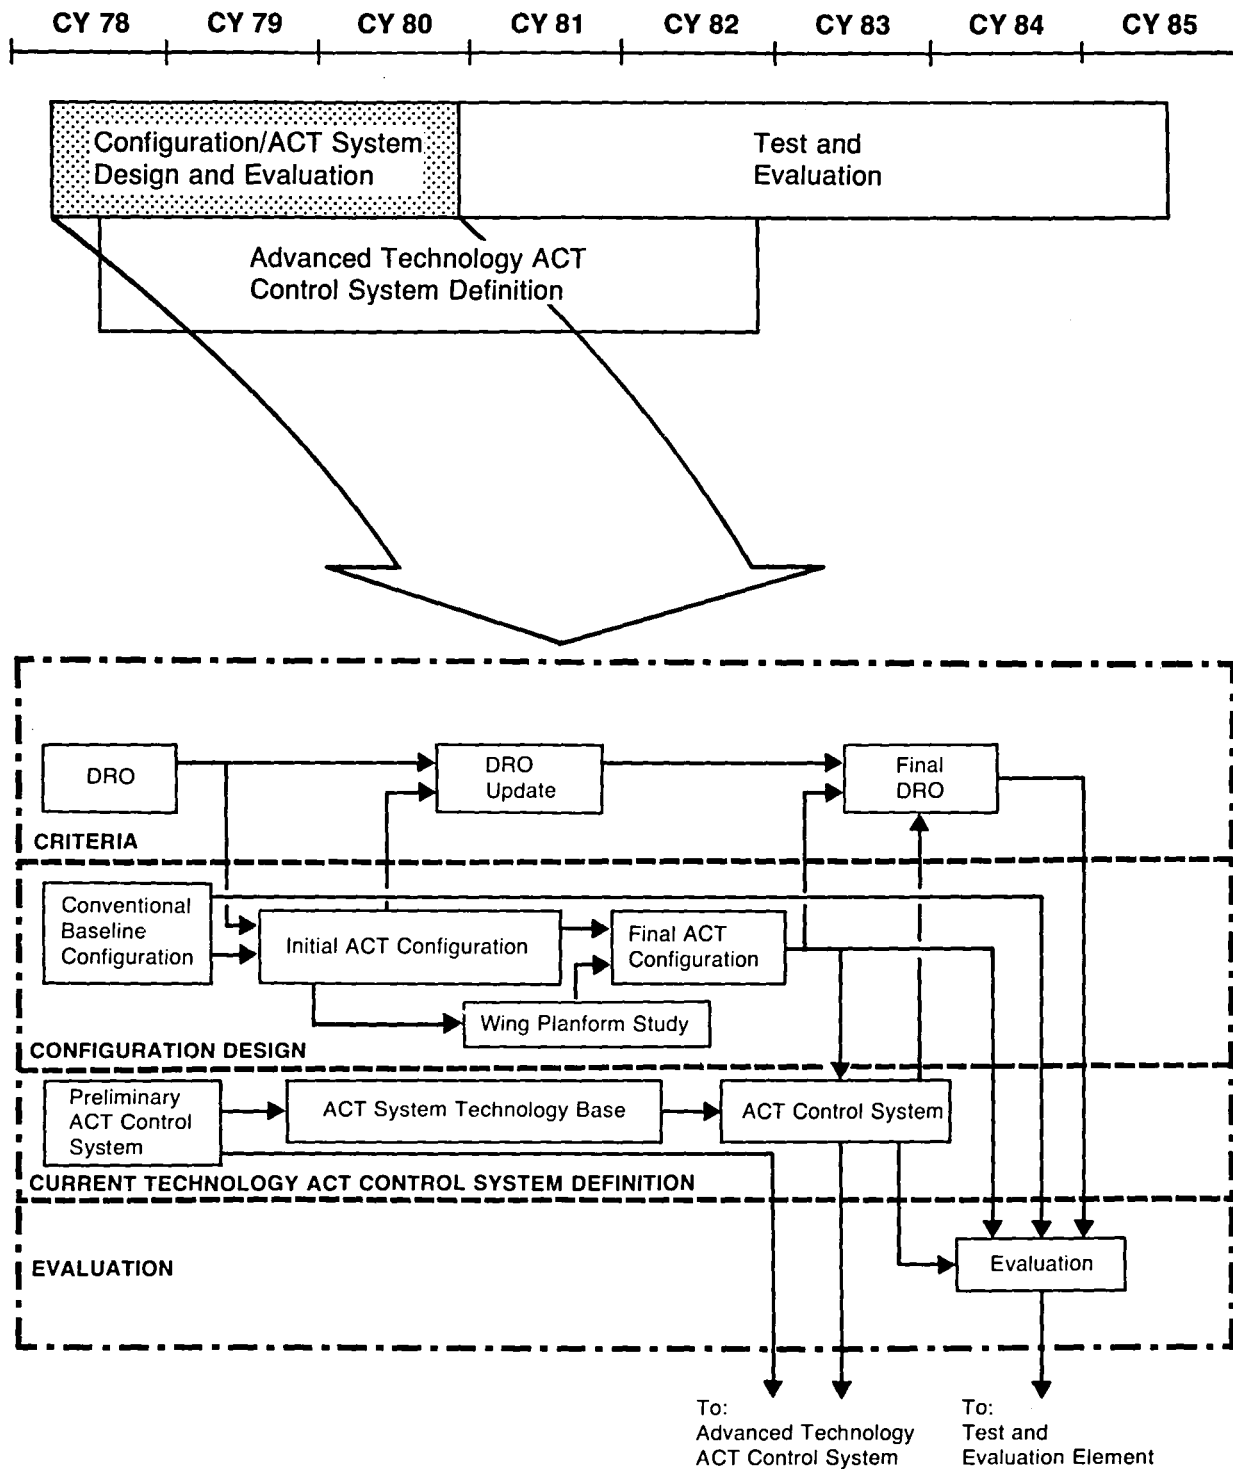 CY 78 CY 79 CY 80 CY 81 CY 82 CY 83 CY 84 CY 85
Configuration/ACT System
Design and Evaluation
Test and
Evaluation
Advanced Technology ACT
Control System Definition
DRO
DRO
Update
Final
DRO
CRITERIA
Conventional
Baseline
Configuration
Initial ACT Configuration
Final ACT
Configuration
Wing Planform Study
CONFIGURATION DESIGN
Preliminary
ACT Control
System
ACT System Technology Base
ACT Control System
CURRENT TECHNOLOGY ACT CONTROL SYSTEM DEFINITION
EVALUATION
Evaluation
To:
Advanced Technology
ACT Control System
To:
Test and
Evaluation Element